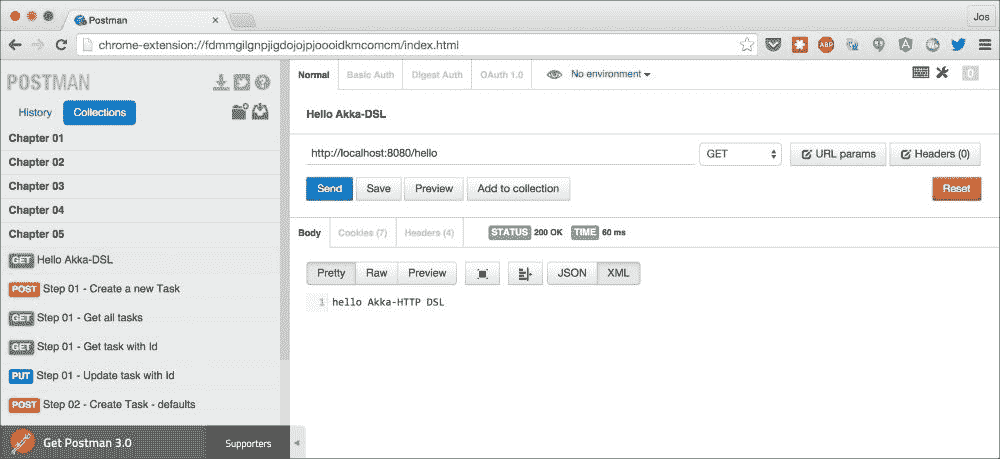 Postman
Jos
chrome-extension://fdmmgilgnpjigdojojpjoooidkmcomcm/index.html
ABP
POSTMAN
History
Collections
Chapter 01
Chapter 02
Chapter 03
Chapter 04
Chapter 05
GET Hello Akka-DSL
POST Step 01 - Create a new Task
GET Step 01 - Get all tasks
GET Step 01 - Get task with Id
PUT Step 01 - Update task with Id
POST Step 02 - Create Task - defaults
Get Postman 3.0
Supporters
Normal
Basic Auth
Digest Auth
OAuth 1.0
No environment
0
Hello Akka-DSL
http://localhost:8080/hello
GET
URL params
Headers (0)
Send
Save
Preview
Add to collection
Reset
Body
Cookies (7)
Headers (4)
STATUS 200 OK
TIME 60 ms
Pretty
Raw
Preview
JSON
XML
1 hello Akka-HTTP DSL